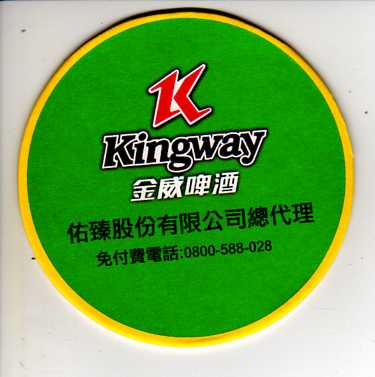 K
Kingway
金威啤酒
佑臻股份有限公司總代理
免付費電話:0800-588-028